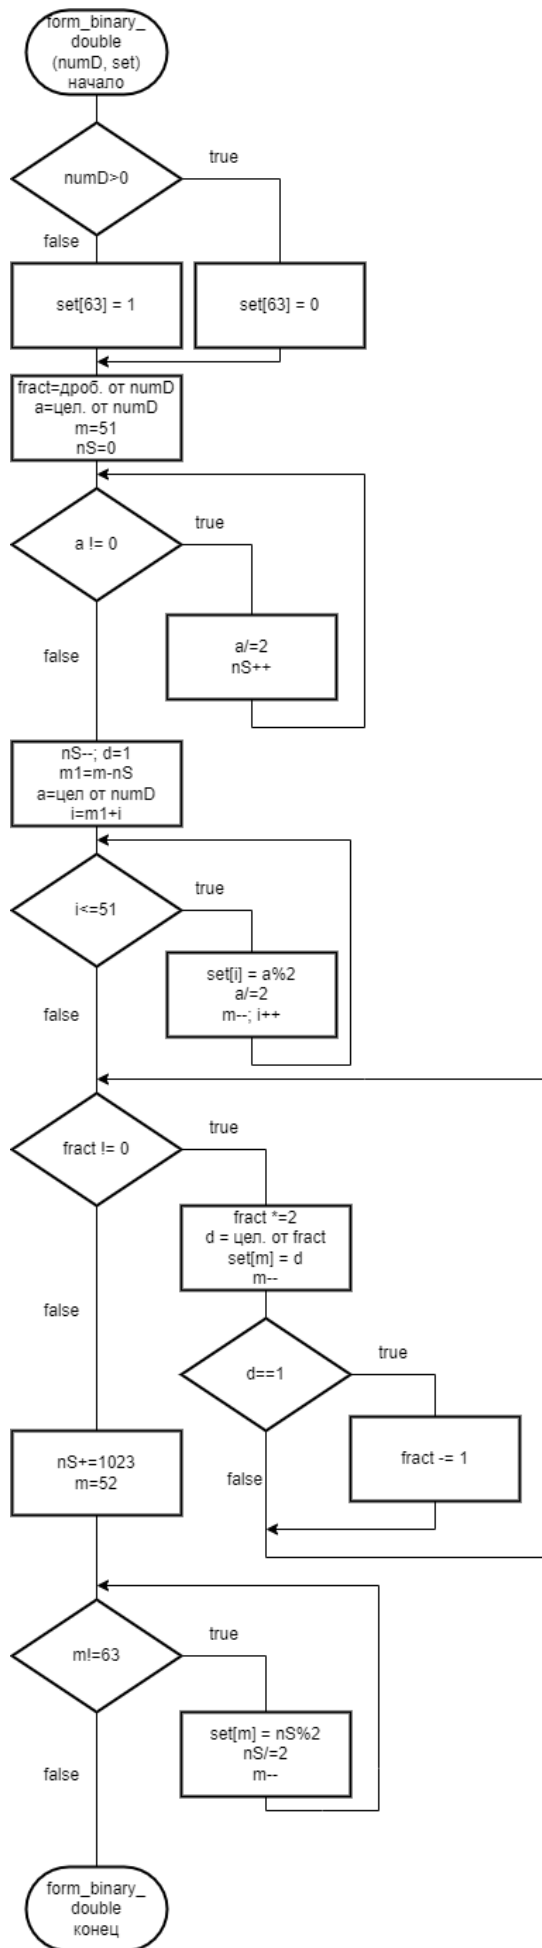 form_binary_
double
(numD, set)
начало
true
numD>0
false
set[63] = 1
set[63] = 0
fract=дроб. от numD
a=цел. от numD
m=51
nS=0
true
a != 0
a/=2
nS++
false
nS--; d=1
m1=m-nS
a=цел от numD
i=m1+i
true
i<=51
set[i] = a%2
a/=2
m--; i++
false
true
fract != 0
fract *=2
d = цел. от fract
set[m] = d
m--
false
true
d==1
fract -= 1
nS+=1023
m=52
false
true
m!=63
set[m] = nS%2
nS/=2
m--
false
form_binary_
double
конец